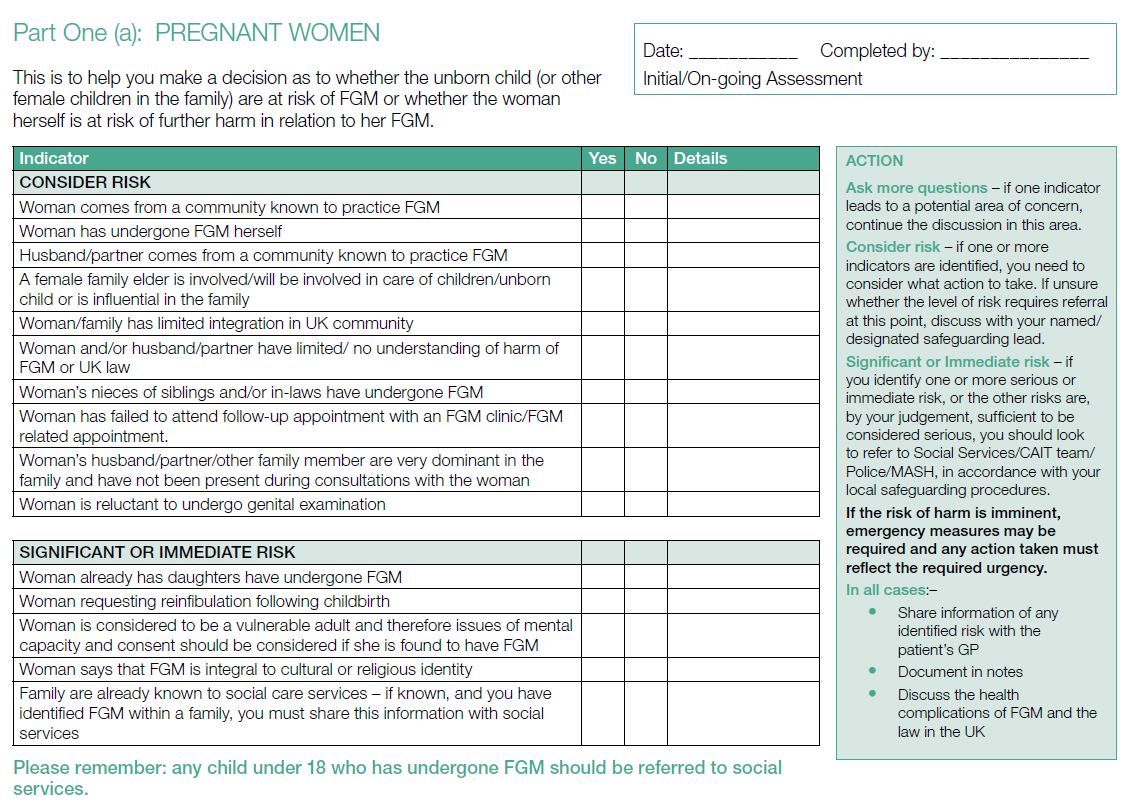 Part One (a): PREGNANT WOMEN
This is to help you make a decision as to whether the unborn child (or other
female children in the family) are at risk of FGM or whether the woman
herself is at risk of further harm in relation to her FGM.
Date: ___________ Completed by: _______________
Initial/On-going Assessment
Indicator Yes No Details
CONSIDER RISK
Woman comes from a community known to practice FGM
Woman has undergone FGM herself
Husband/partner comes from a community known to practice FGM
A female family elder is involved/will be involved in care of children/unborn
child or is influential in the family
Woman/family has limited integration in UK community
Woman and/or husband/partner have limited/ no understanding of harm of
FGM or UK law
Woman's nieces of siblings and/or in-laws have undergone FGM
Woman has failed to attend follow-up appointment with an FGM clinic/FGM
related appointment.
Woman's husband/partner/other family member are very dominant in the
family and have not been present during consultations with the woman
Woman is reluctant to undergo genital examination
SIGNIFICANT OR IMMEDIATE RISK
Woman already has daughters have undergone FGM
Woman requesting reinfibulation following childbirth
Woman is considered to be a vulnerable adult and therefore issues of mental
capacity and consent should be considered if she is found to have FGM
Woman says that FGM is integral to cultural or religious identity
Family are already known to social care services – if known, and you have
identified FGM within a family, you must share this information with social
services
Please remember: any child under 18 who has undergone FGM should be referred to social
services.
ACTION
Ask more questions – if one indicator
leads to a potential area of concern,
continue the discussion in this area.
Consider risk – if one or more
indicators are identified, you need to
consider what action to take. If unsure
whether the level of risk requires referral
at this point, discuss with your named/
designated safeguarding lead.
Significant or Immediate risk – if
you identify one or more serious or
immediate risk, or the other risks are,
by your judgement, sufficient to be
considered serious, you should look
to refer to Social Services/CAIT team/
Police/MASH, in accordance with your
local safeguarding procedures.
If the risk of harm is imminent,
emergency measures may be
required and any action taken must
reflect the required urgency.
In all cases:–
• Share information of any
identified risk with the
patient's GP
• Document in notes
• Discuss the health
complications of FGM and the
law in the UK